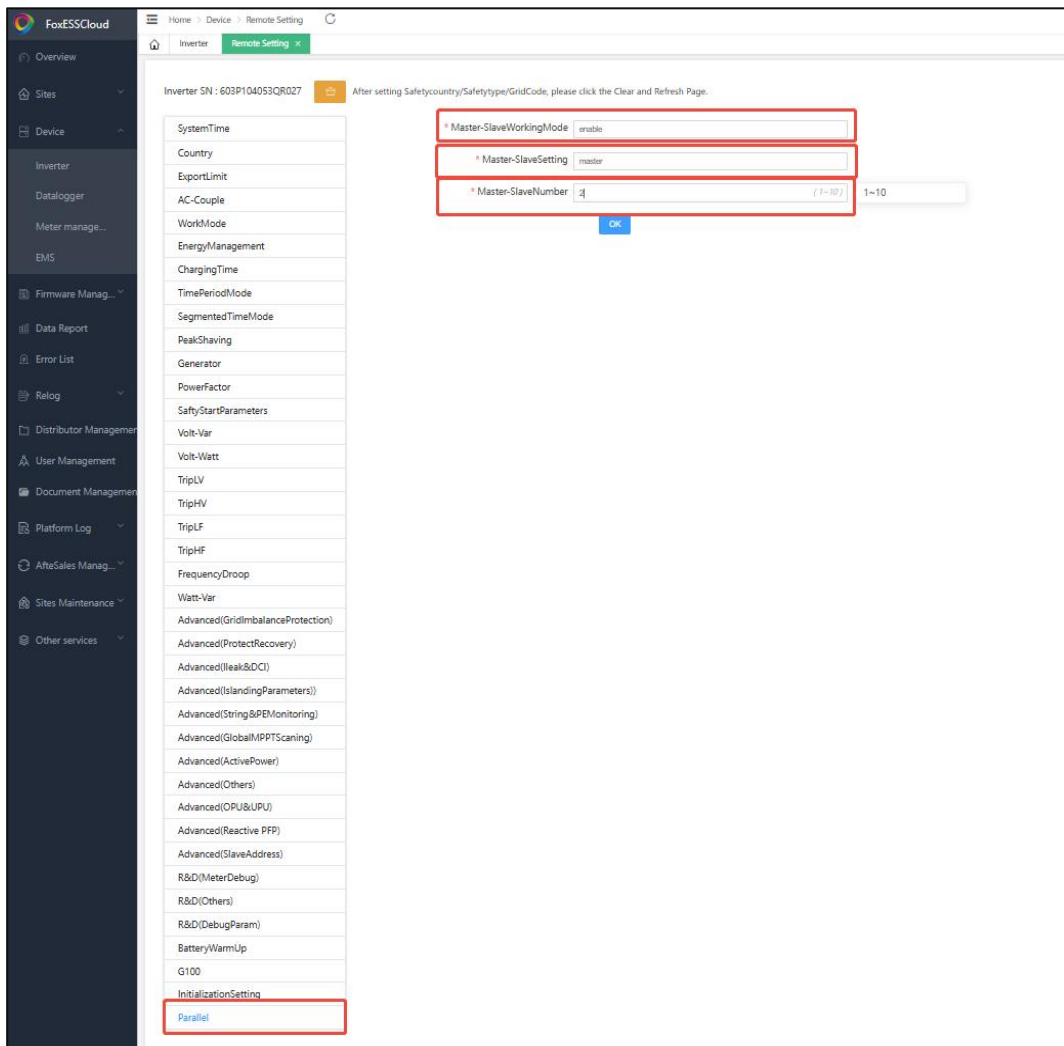 FoxESSCloud
Home > Device > Remote Setting
Inverter
Remote Setting ×
Overview
Sites
Device
Inverter
Datalogger
Meter manage...
EMS
Firmware Manag...
Data Report
Error List
Relog
Distributor Managemen
User Management
Document Managemen
Platform Log
AfteSales Manag...
Sites Maintenance
Other services
Inverter SN : 603P104053QR027
After setting Safetycountry/Safetytype/GridCode, please click the Clear and Refresh Page.
SystemTime
Country
ExportLimit
AC-Couple
WorkMode
EnergyManagement
ChargingTime
TimePeriodMode
SegmentedTimeMode
PeakShaving
Generator
PowerFactor
SaftyStartParameters
Volt-Var
Volt-Watt
TripLV
TripHV
TripLF
TripHF
FrequencyDroop
Watt-Var
Advanced(GridImbalanceProtection)
Advanced(ProtectRecovery)
Advanced(Ileak&DCI)
Advanced(IslandingParameters))
Advanced(String&PEMonitoring)
Advanced(GlobalMPPTScaning)
Advanced(ActivePower)
Advanced(Others)
Advanced(OPU&UPU)
Advanced(Reactive PFP)
Advanced(SlaveAddress)
R&D(MeterDebug)
R&D(Others)
R&D(DebugParam)
BatteryWarmUp
G100
InitializationSetting
Parallel
* Master-SlaveWorkingMode enable
* Master-SlaveSetting master
* Master-SlaveNumber 2 (1~10) 1~10
OK